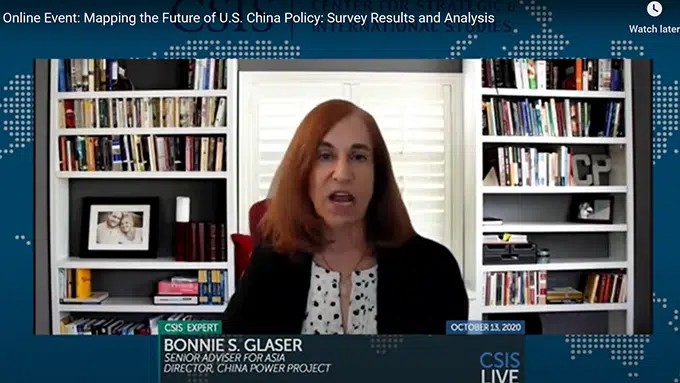 CENTER FOR STRATEGIC &
Online Event: Mapping the Future of U.S. China Policy: Survey Results and Analysis
CSIS
INTERNATIONAL STUDIES
Watch later
CP
CSIS EXPERT
OCTOBER 13, 2020
BONNIE S. GLASER
SENIOR ADVISER FOR ASIA
DIRECTOR, CHINA POWER PROJECT
CSIS
LIVE